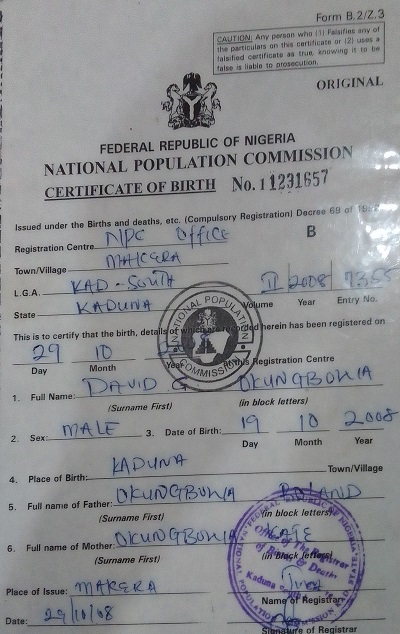 Form B.2/Z.3
CAUTION: Any person who (1) Falsifies any of
the particulars on this certificate or (2) uses a
falsified certificate as true, knowing it to be
false is liable to prosecution.
ORIGINAL
FEDERAL REPUBLIC OF NIGERIA
NATIONAL POPULATION COMMISSION
CERTIFICATE OF BIRTH No. 11231657
Issued under the Births and deaths, etc. (Compulsory Registration) Decree 69 of
Registration Centre NPC OFFICE B
Town/Village MAKERA
L.G.A. KAD - SOUTH II 2008 7355
State KADUNA Volume Year Entry No.
This is to certify that the birth, details of which are recorded herein has been registered on
29 10
Day Month Year At this Registration Centre
1. Full Name: DAVID G OKUNGBOWA
(Surname First) (in block letters)
2. Sex: MALE 3. Date of Birth: 19 10 2008
Day Month Year
4. Place of Birth: KADUNA Town/Village
5. Full name of Father: OKUNGBOWA ROLAND
(Surname First) (in block letters)
6. Full name of Mother: OKUNGBOWA KATE
(Surname First) (in block letters)
Place of Issue: MAKERA
Name of Registrar
Date: 29/10/08
Signature of Registrar
NATIONAL POPULATION
COMMISSION